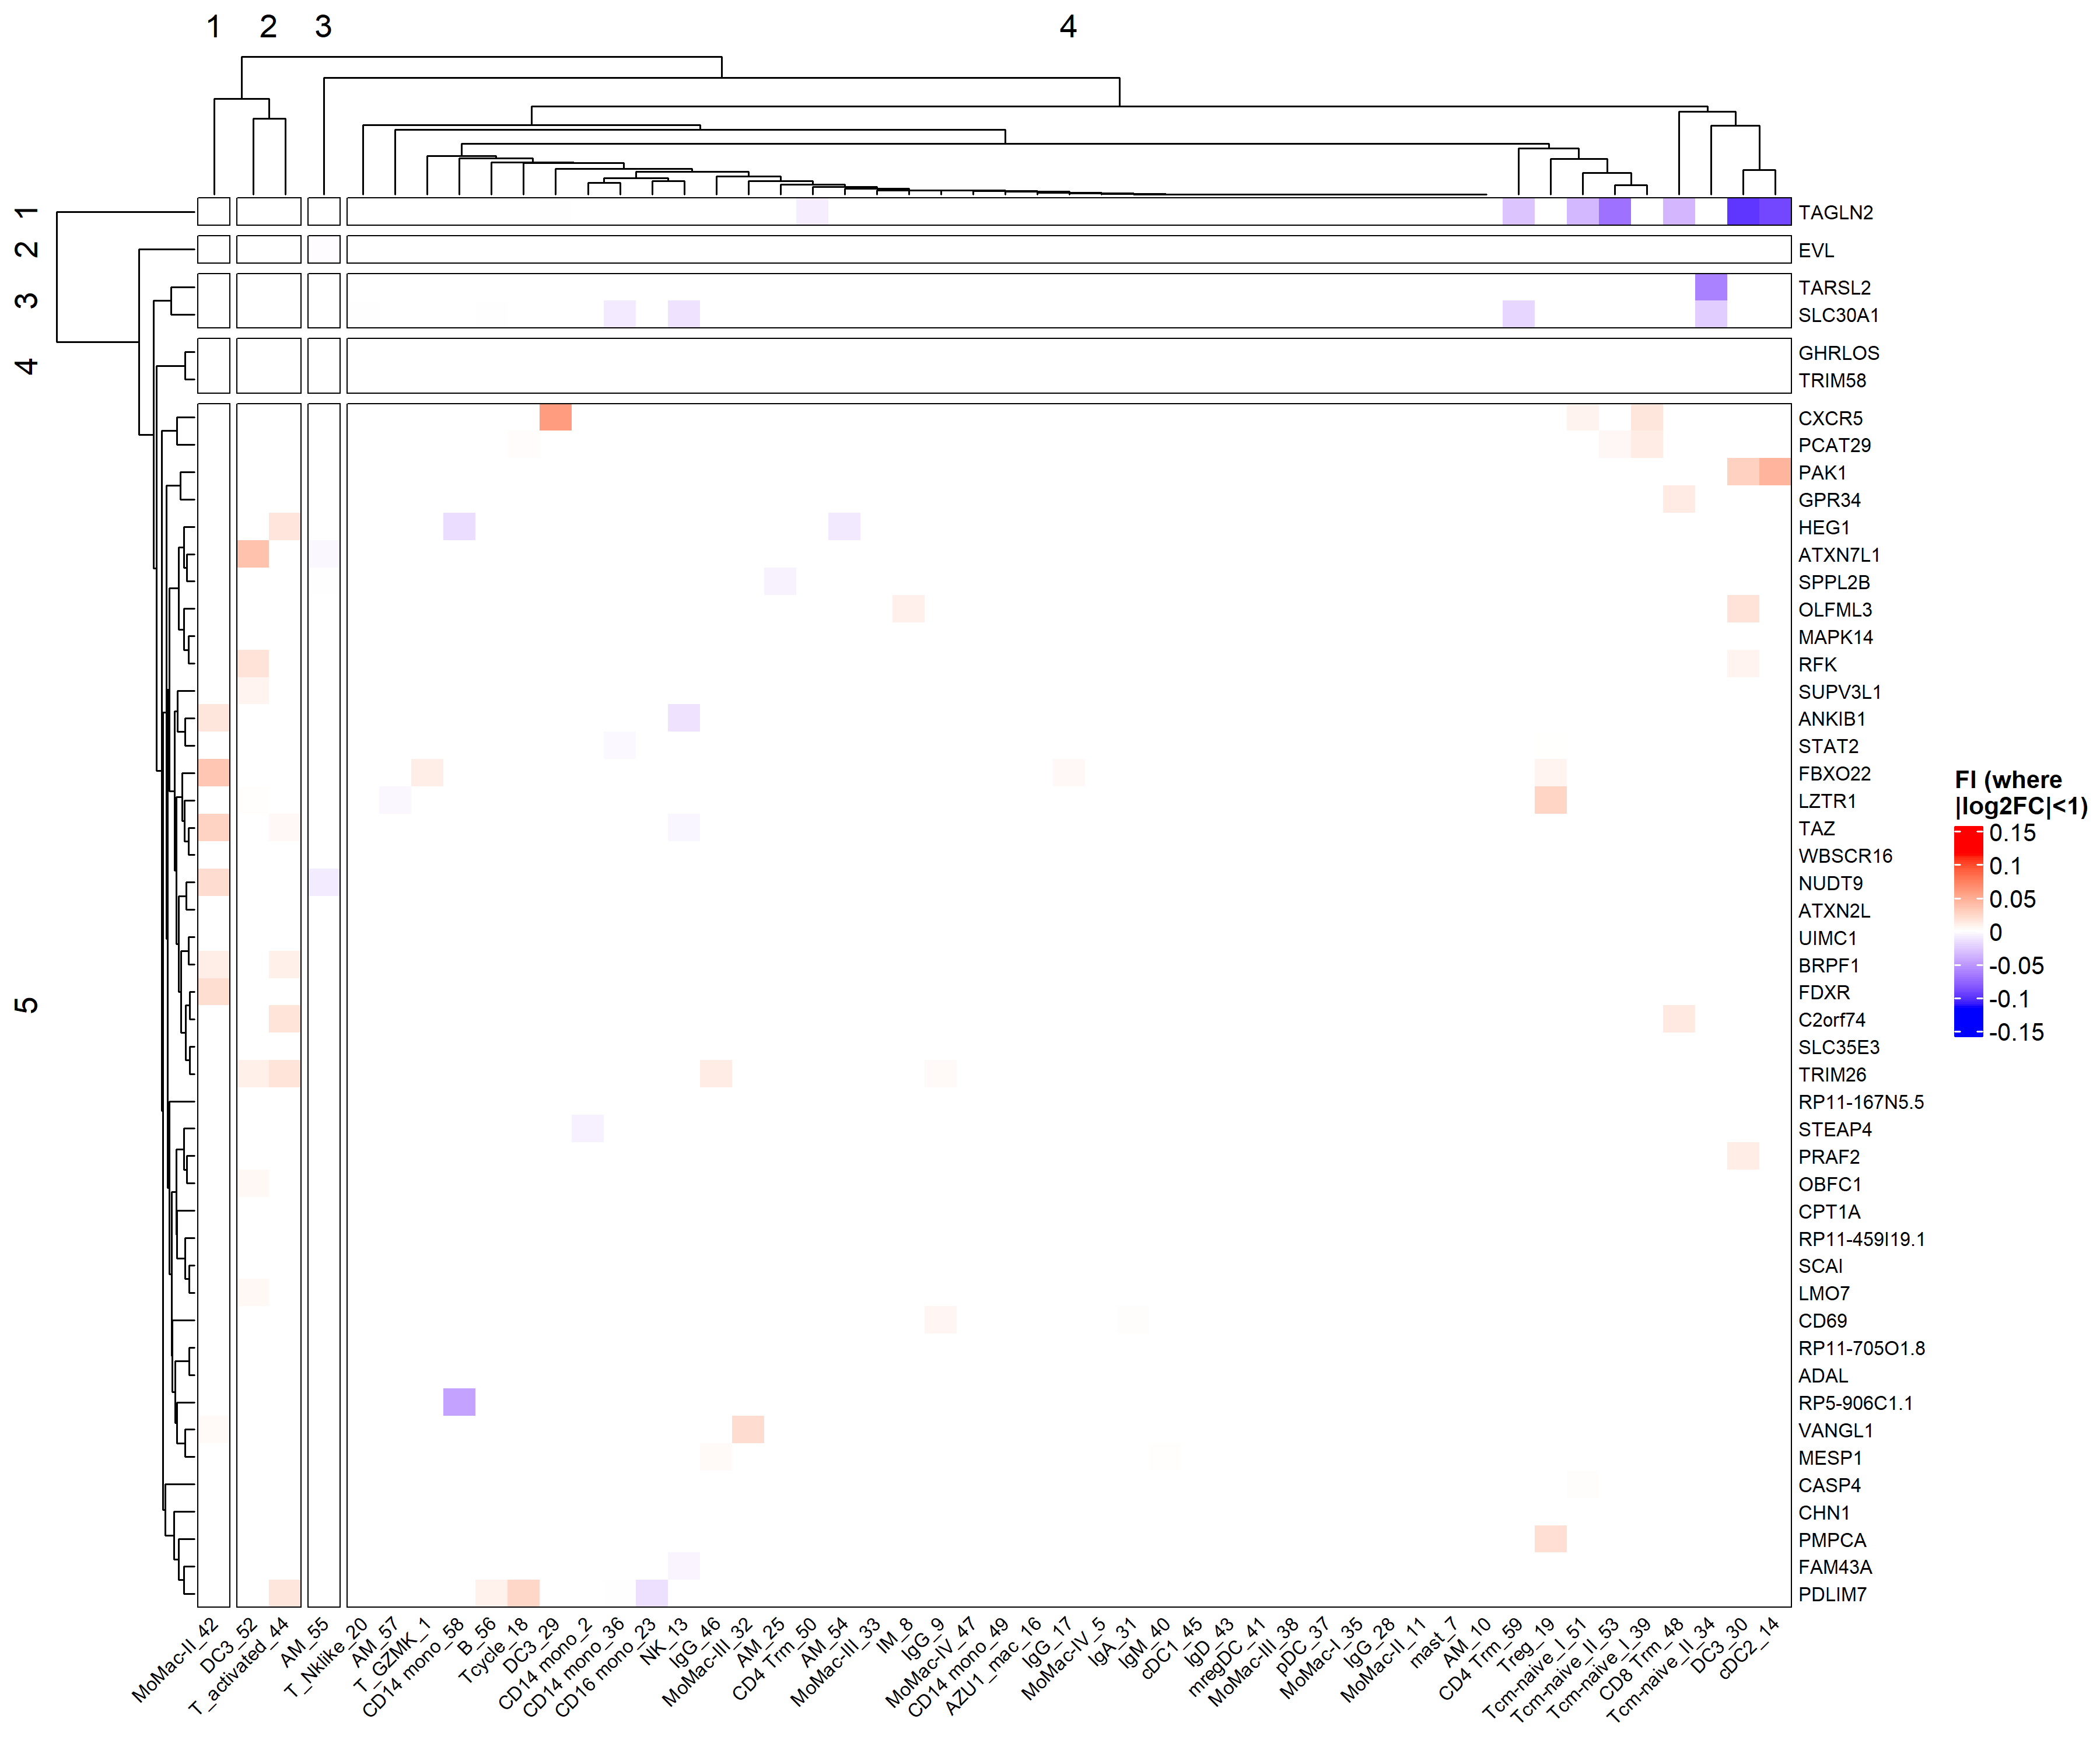 1 2 3 4
1
2
3
4
5
TAGLN2
EVL
TARSL2
SLC30A1
GHRLOS
TRIM58
CXCR5
PCAT29
PAK1
GPR34
HEG1
ATXN7L1
SPPL2B
OLFML3
MAPK14
RFK
SUPV3L1
ANKIB1
STAT2
FBXO22
LZTR1
TAZ
WBSCR16
NUDT9
ATXN2L
UIMC1
BRPF1
FDXR
C2orf74
SLC35E3
TRIM26
RP11-167N5.5
STEAP4
PRAF2
OBFC1
CPT1A
RP11-459I19.1
SCAI
LMO7
CD69
RP11-705O1.8
ADAL
RP5-906C1.1
VANGL1
MESP1
CASP4
CHN1
PMPCA
FAM43A
PDLIM7
MoMac-II_42
DC3_52
T_activated_44
AM_55
T_Nklike_20
AM_57
T_GZMK_1
CD14 mono_58
B_56
Tcycle_18
DC3_29
CD14 mono_2
CD14 mono_36
CD16 mono_23
NK_13
IgG_46
MoMac-III_32
AM_25
CD4 Trm_50
AM_54
MoMac-III_33
IM_8
IgG_9
MoMac-IV_47
CD14 mono_49
AZU1_mac_16
IgG_17
MoMac-IV_5
IgA_31
IgM_40
cDC1_45
IgD_43
mregDC_41
MoMac-III_38
pDC_37
MoMac-I_35
IgG_28
MoMac-II_11
mast_7
AM_10
CD4 Trm_59
Treg_19
Tcm-naive_I_51
Tcm-naive_II_53
Tcm-naive_I_39
CD8 Trm_48
Tcm-naive_II_34
DC3_30
cDC2_14
FI (where
|log2FC|<1)
0.15
0.1
0.05
0
-0.05
-0.1
-0.15